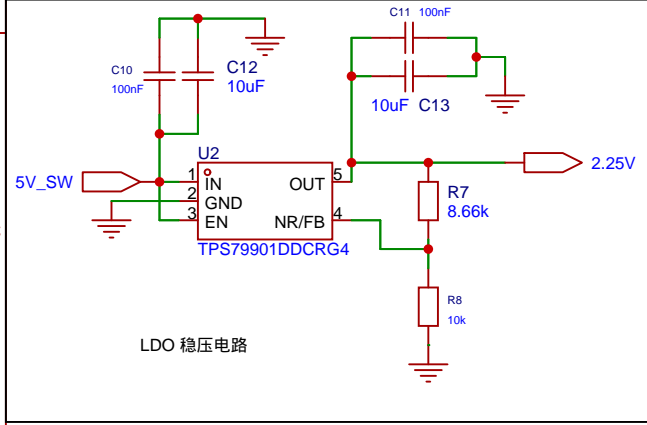 C11 100nF
C10
100nF
C12
10uF
10uF C13
U2
5V_SW
1
2
3
IN
GND
EN
OUT
NR/FB
5
4
TPS79901DDCRG4
2.25V
R7
8.66k
R8
10k
LDO 稳压电路